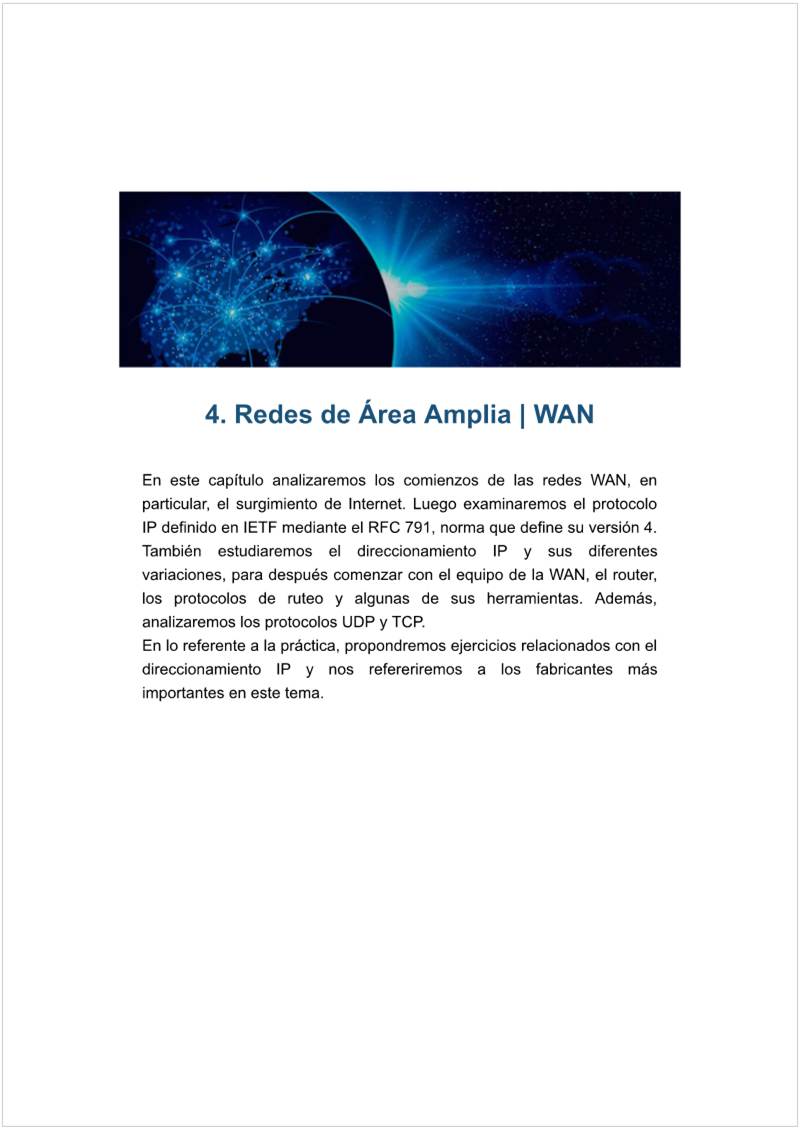 4. Redes de Área Amplia | WAN
En este capítulo analizaremos los comienzos de las redes WAN, en
particular, el surgimiento de Internet. Luego examinaremos el protocolo
IP definido en IETF mediante el RFC 791, norma que define su versión 4.
También estudiaremos el direccionamiento IP y sus diferentes
variaciones, para después comenzar con el equipo de la WAN, el router,
los protocolos de ruteo y algunas de sus herramientas. Además,
analizaremos los protocolos UDP y TCP.
En lo referente a la práctica, propondremos ejercicios relacionados con el
direccionamiento IP y nos refereriremos a los fabricantes más
importantes en este tema.